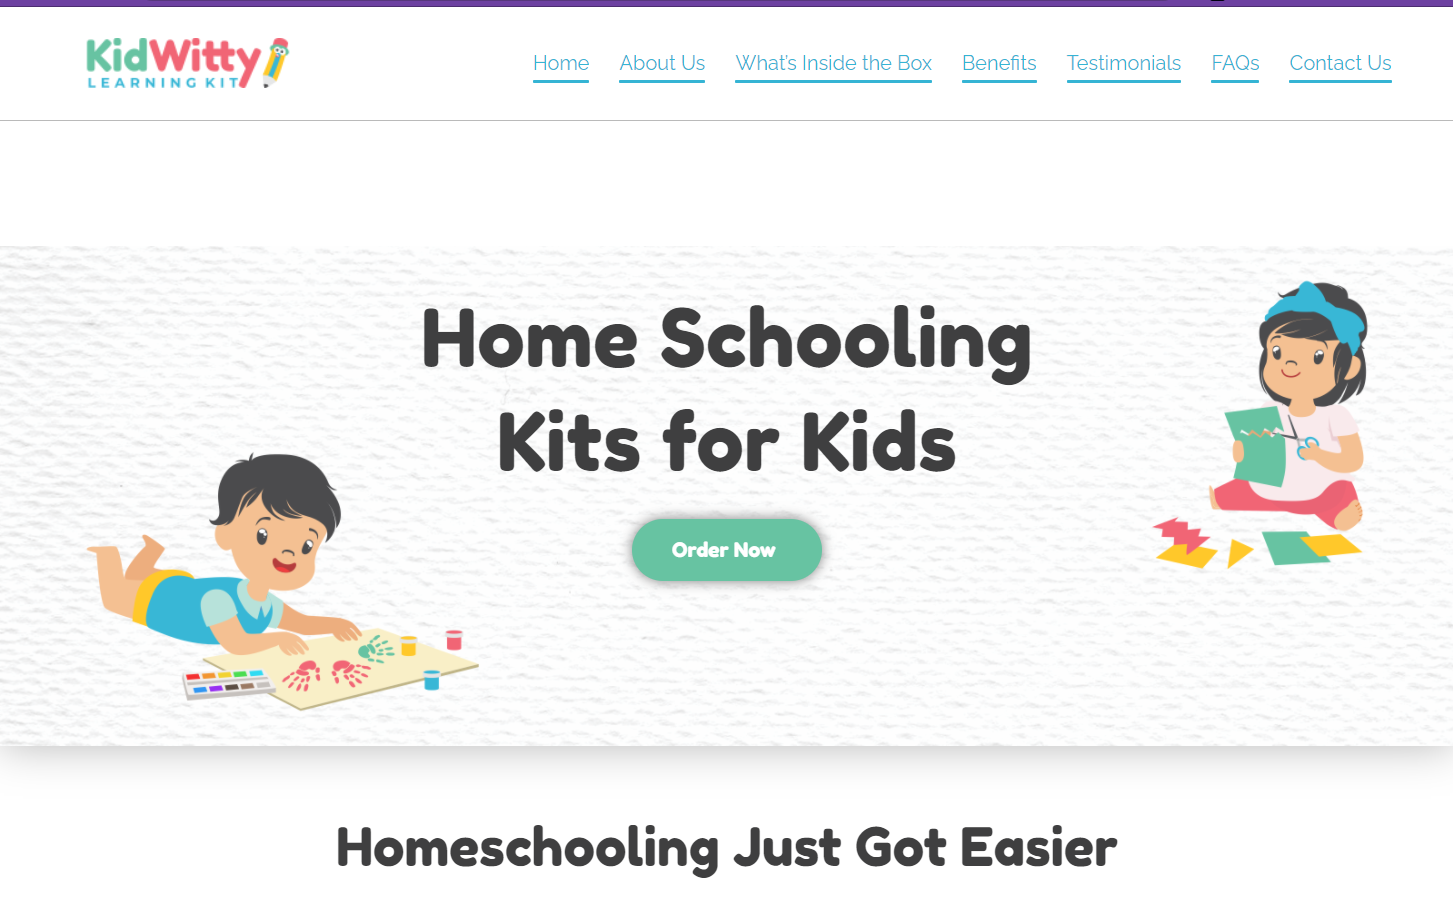 KidWitty
LEARNING KIT
Home About Us What's Inside the Box Benefits Testimonials FAQs Contact Us
Home Schooling
Kits for Kids
Order Now
Homeschooling Just Got Easier